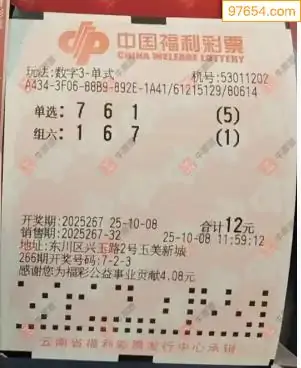 97654.com
中国福利彩票
CHINA WELFARE LOTTERY
玩法:数字3-单式 机号:53011202
A434-3F06-88B9-892E-1A41/61215129/80614
单选: 7 6 1 (5)
组六: 1 6 7 (1)
开奖期:2025267 25-10-08 合计12元
销售期:2025267-32 25-10-08 11:59:12
地址:东川区兴玉路2号玉美新城
266期开奖号码:7-2-3
感谢您为福彩公益事业贡献4.08元
云南省福利彩票发行中心承销